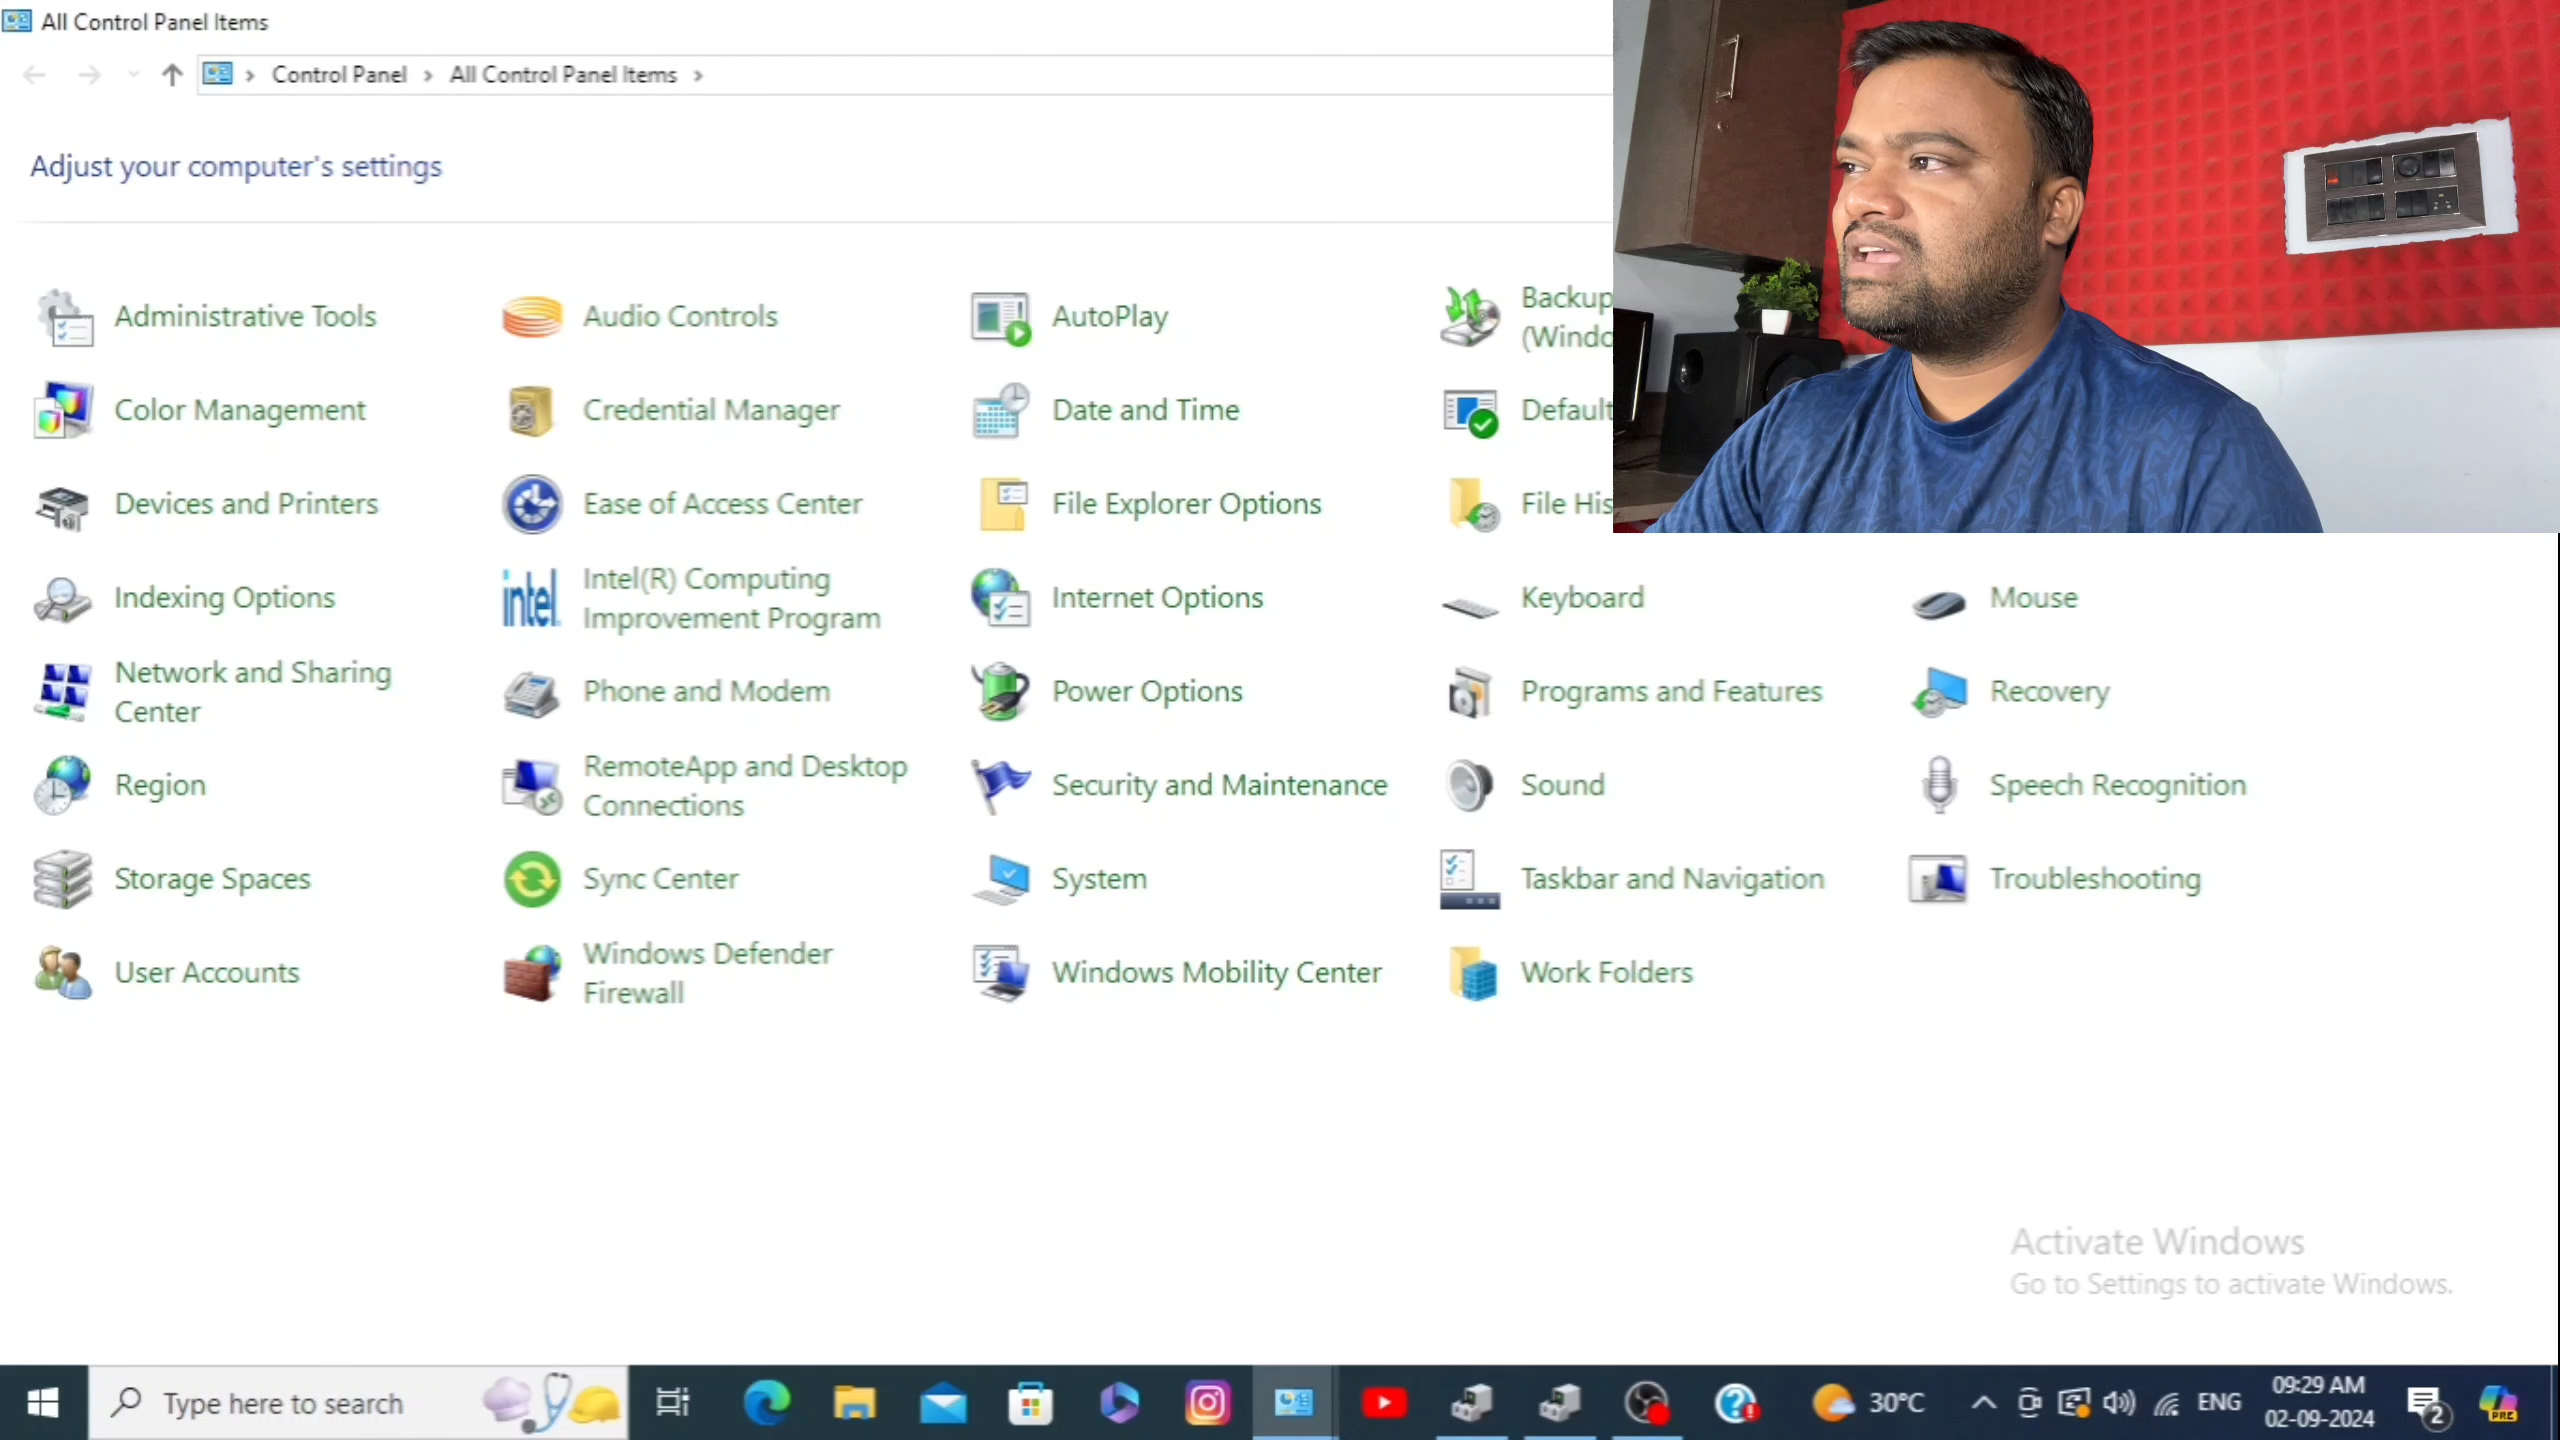 All Control Panel Items
Control Panel
All Control Panel Items
Adjust your computer's settings
Administrative Tools
Audio Controls
AutoPlay
Backup
Color Management
Credential Manager
Date and Time
Default
Devices and Printers
Ease of Access Center
File Explorer Options
File
Indexing Options
Intel(R) Computing
Improvement Program
intel
Internet Options
Keyboard
Mouse
Network and Sharing
Center
Phone and Modem
Power Options
Programs and Features
Recovery
Region
RemoteApp and Desktop
Connections
Security and Maintenance
Sound
Speech Recognition
Storage Spaces
Sync Center
System
Taskbar and Navigation
Troubleshooting
User Accounts
Windows Defender
Firewall
Windows Mobility Center
Work Folders
Activate Windows
Go to Settings to activate Windows.
Type here to search
30°C
ENG
09:29 AM
02-09-2024
2
PRE